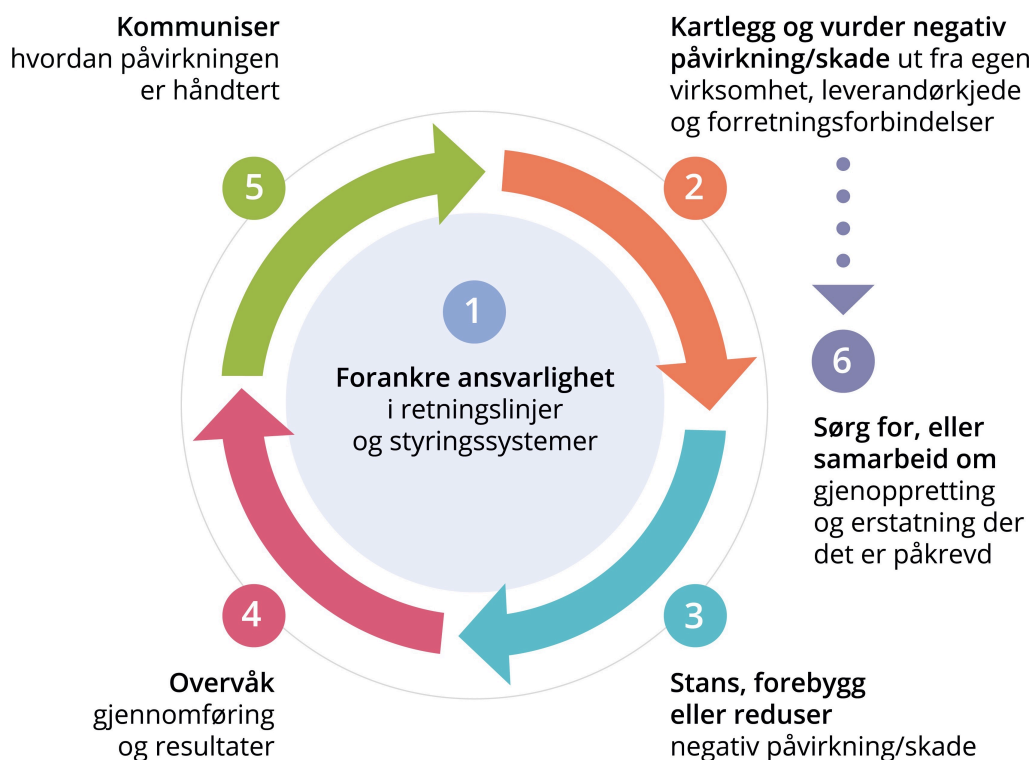 1
Forankre ansvarlighet
i retningslinjer
og styringssystemer
2
Kartlegg og vurder negativ
påvirkning/skade ut fra egen
virksomhet, leverandørkjede
og forretningsforbindelser
3
Stans, forebygg
eller reduser
negativ påvirkning/skade
4
Overvåk
gjennomføring
og resultater
5
Kommuniser
hvordan påvirkningen
er håndtert
6
Sørg for, eller
samarbeid om
gjenoppretting
og erstatning der
det er påkrevd